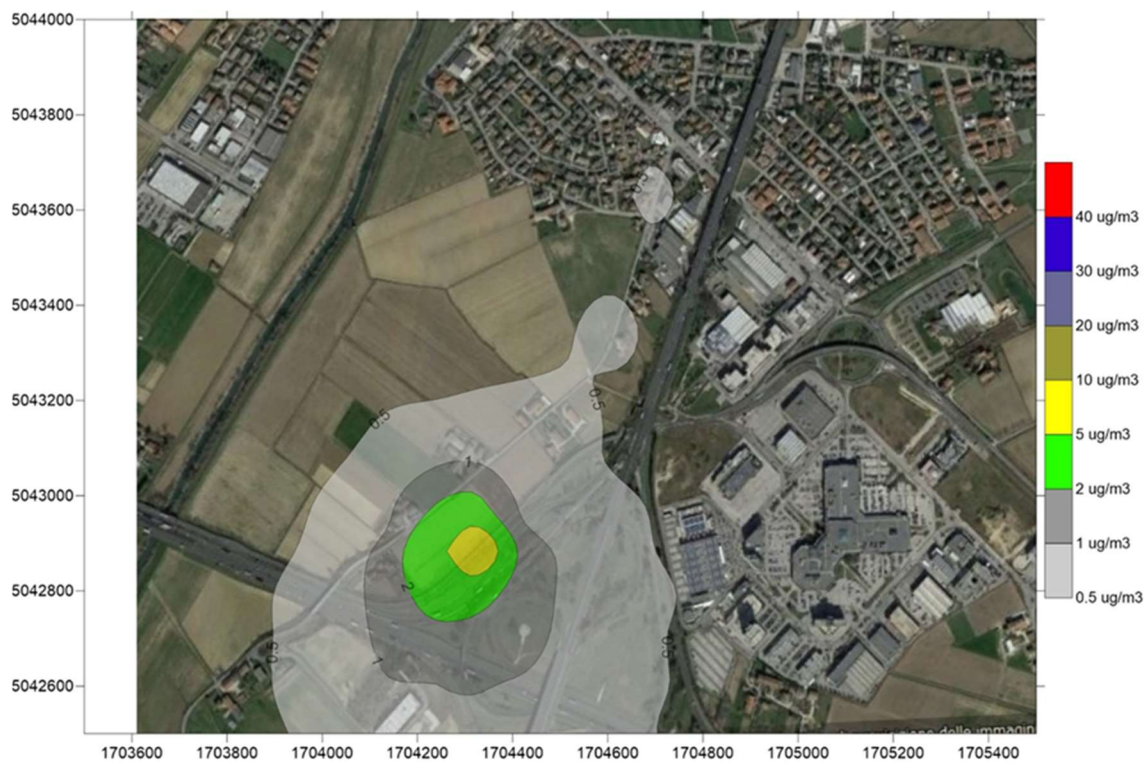 5044000
5043800
5043600
5043400
5043200
5043000
5042800
5042600
1703600 1703800 1704000 1704200 1704400 1704600 1704800 1705000 1705200 1705400
40 ug/m3
30 ug/m3
20 ug/m3
10 ug/m3
5 ug/m3
2 ug/m3
1 ug/m3
0.5 ug/m3
0.5
0.5
1
2
1
0.5
0.5
delle immagin